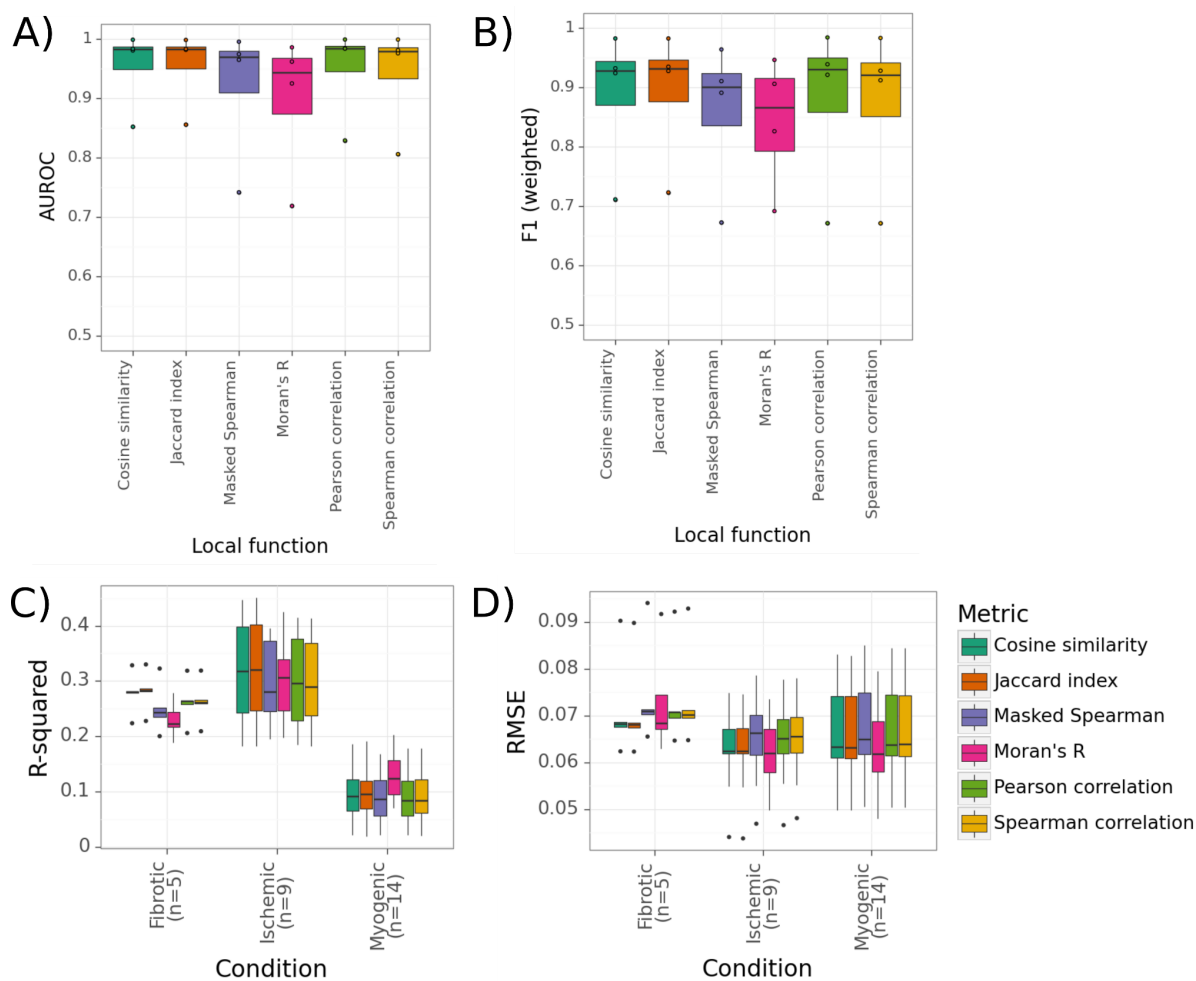 A)
1
0.9
0.8
0.7
0.6
0.5
AUROC
Cosine similarity
Jaccard index
Masked Spearman
Moran's R
Pearson correlation
Spearman correlation
Local function
B)
1
0.9
0.8
0.7
0.6
0.5
F1 (weighted)
Cosine similarity
Jaccard index
Masked Spearman
Moran's R
Pearson correlation
Spearman correlation
Local function
C)
0.4
0.3
0.2
0.1
0
R-squared
Fibrotic
(n=5)
Ischemic
(n=9)
Myogenic
(n=14)
Condition
D)
0.09
0.08
0.07
0.06
0.05
RMSE
Fibrotic
(n=5)
Ischemic
(n=9)
Myogenic
(n=14)
Condition
Metric
Cosine similarity
Jaccard index
Masked Spearman
Moran's R
Pearson correlation
Spearman correlation